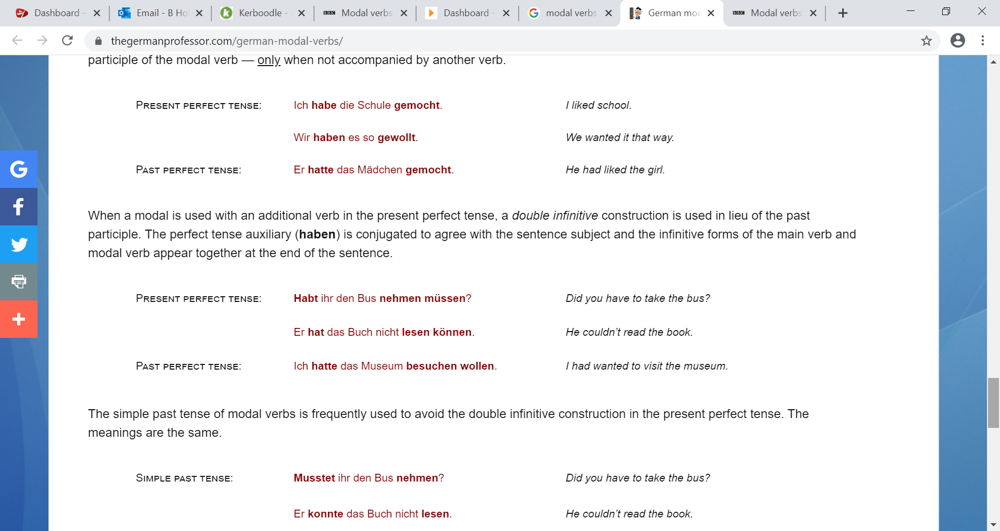 Dashboard -
Email - B Ho
Kerboodle -
BBC Modal verbs
Dashboard -
modal verbs
German mo
BBC Modal verbs
thegermanprofessor.com/german-modal-verbs/
participle of the modal verb — only when not accompanied by another verb.
PRESENT PERFECT TENSE: Ich habe die Schule gemocht. I liked school.
Wir haben es so gewollt. We wanted it that way.
PAST PERFECT TENSE: Er hatte das Mädchen gemocht. He had liked the girl.
When a modal is used with an additional verb in the present perfect tense, a double infinitive construction is used in lieu of the past
participle. The perfect tense auxiliary (haben) is conjugated to agree with the sentence subject and the infinitive forms of the main verb and
modal verb appear together at the end of the sentence.
PRESENT PERFECT TENSE: Habt ihr den Bus nehmen müssen? Did you have to take the bus?
Er hat das Buch nicht lesen können. He couldn’t read the book.
PAST PERFECT TENSE: Ich hatte das Museum besuchen wollen. I had wanted to visit the museum.
The simple past tense of modal verbs is frequently used to avoid the double infinitive construction in the present perfect tense. The
meanings are the same.
SIMPLE PAST TENSE: Musstet ihr den Bus nehmen? Did you have to take the bus?
Er konnte das Buch nicht lesen. He couldn’t read the book.